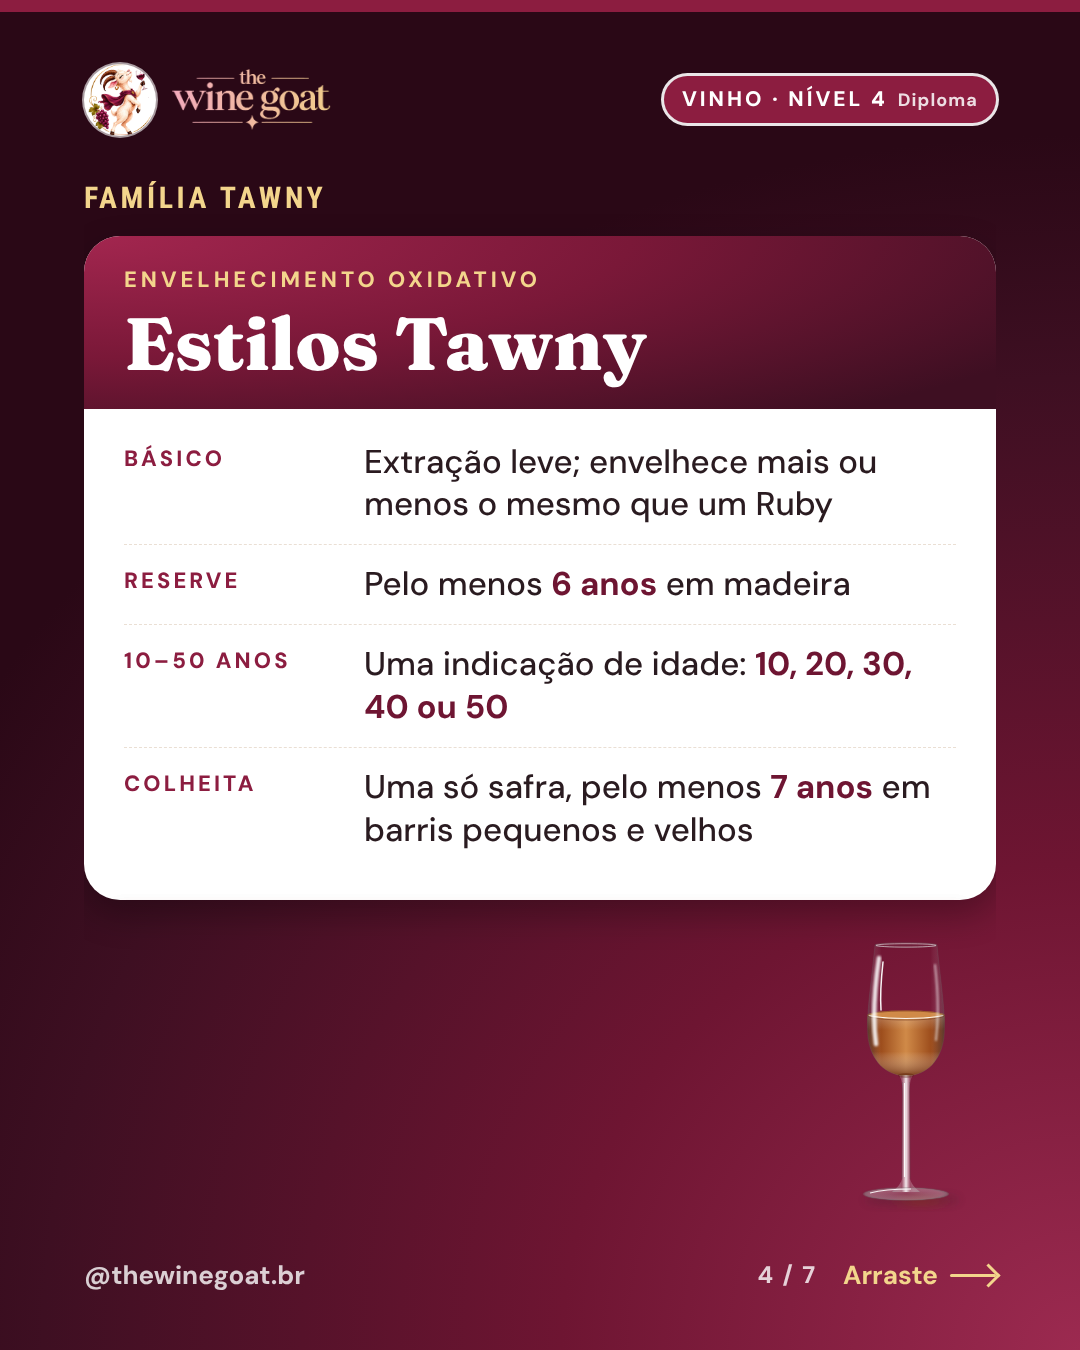 the
wine goat
VINHO · NÍVEL 4 Diploma
FAMÍLIA TAWNY
ENVELHECIMENTO OXIDATIVO
Estilos Tawny
BÁSICO
Extração leve; envelhece mais ou
menos o mesmo que um Ruby
RESERVE
Pelo menos 6 anos em madeira
10–50 ANOS
Uma indicação de idade: 10, 20, 30,
40 ou 50
COLHEITA
Uma só safra, pelo menos 7 anos em
barris pequenos e velhos
@thewinegoat.br
4 / 7
Arraste